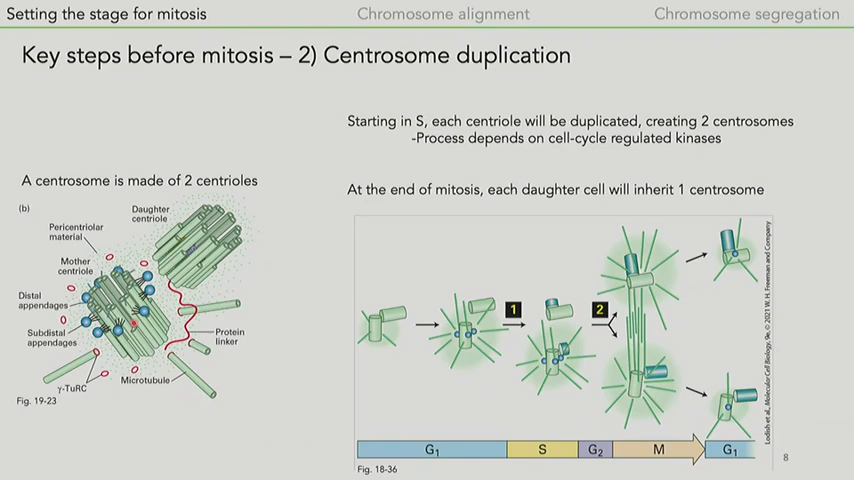 Setting the stage for mitosis
Chromosome alignment
Chromosome segregation
Key steps before mitosis – 2) Centrosome duplication
Starting in S, each centriole will be duplicated, creating 2 centrosomes
-Process depends on cell-cycle regulated kinases
A centrosome is made of 2 centrioles
At the end of mitosis, each daughter cell will inherit 1 centrosome
(b)
Daughter
centriole
Pericentriolar
material
Mother
centriole
Distal
appendages
Subdistal
appendages
Protein
linker
Microtubule
γ-TuRC
Fig. 19-23
1
2
G1
S
G2
M
G1
Fig. 18-36
Lodish et al., Molecular Cell Biology, 9e, © 2021 W. H. Freeman and Company
8